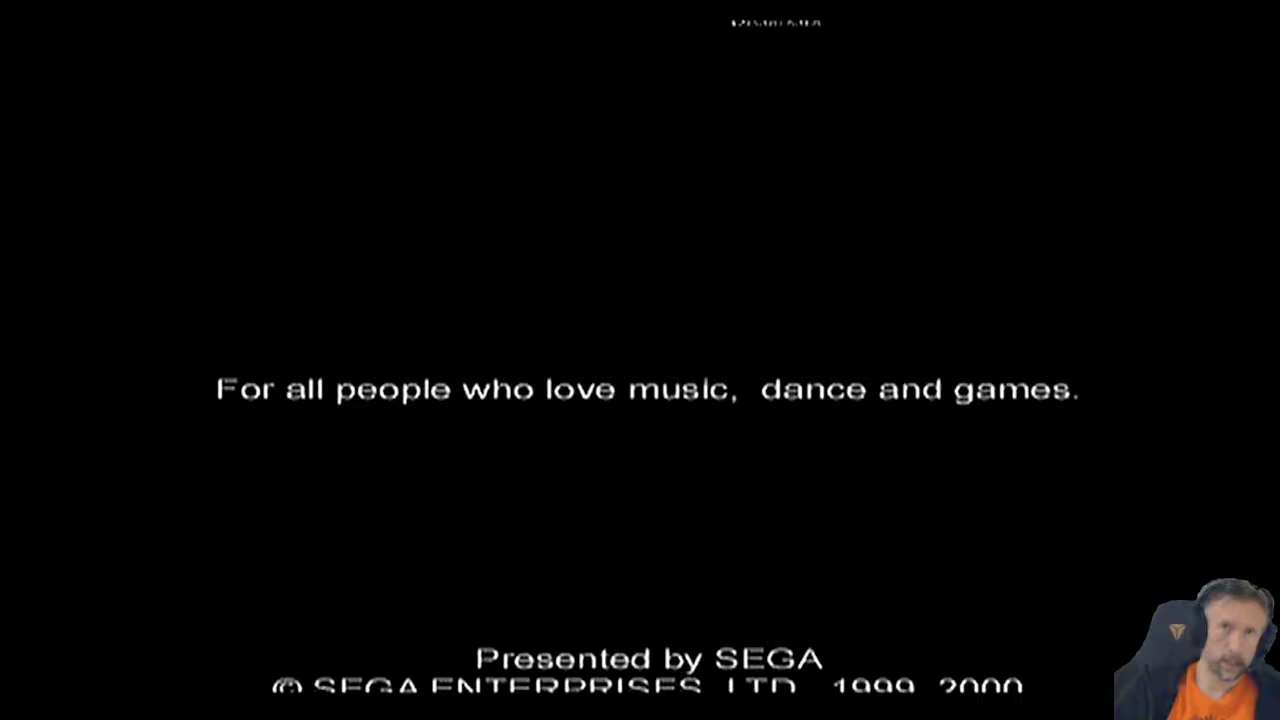 For all people who love music, dance and games.
Presented by SEGA
© SEGA ENTERPRISES, LTD. 1999, 2000